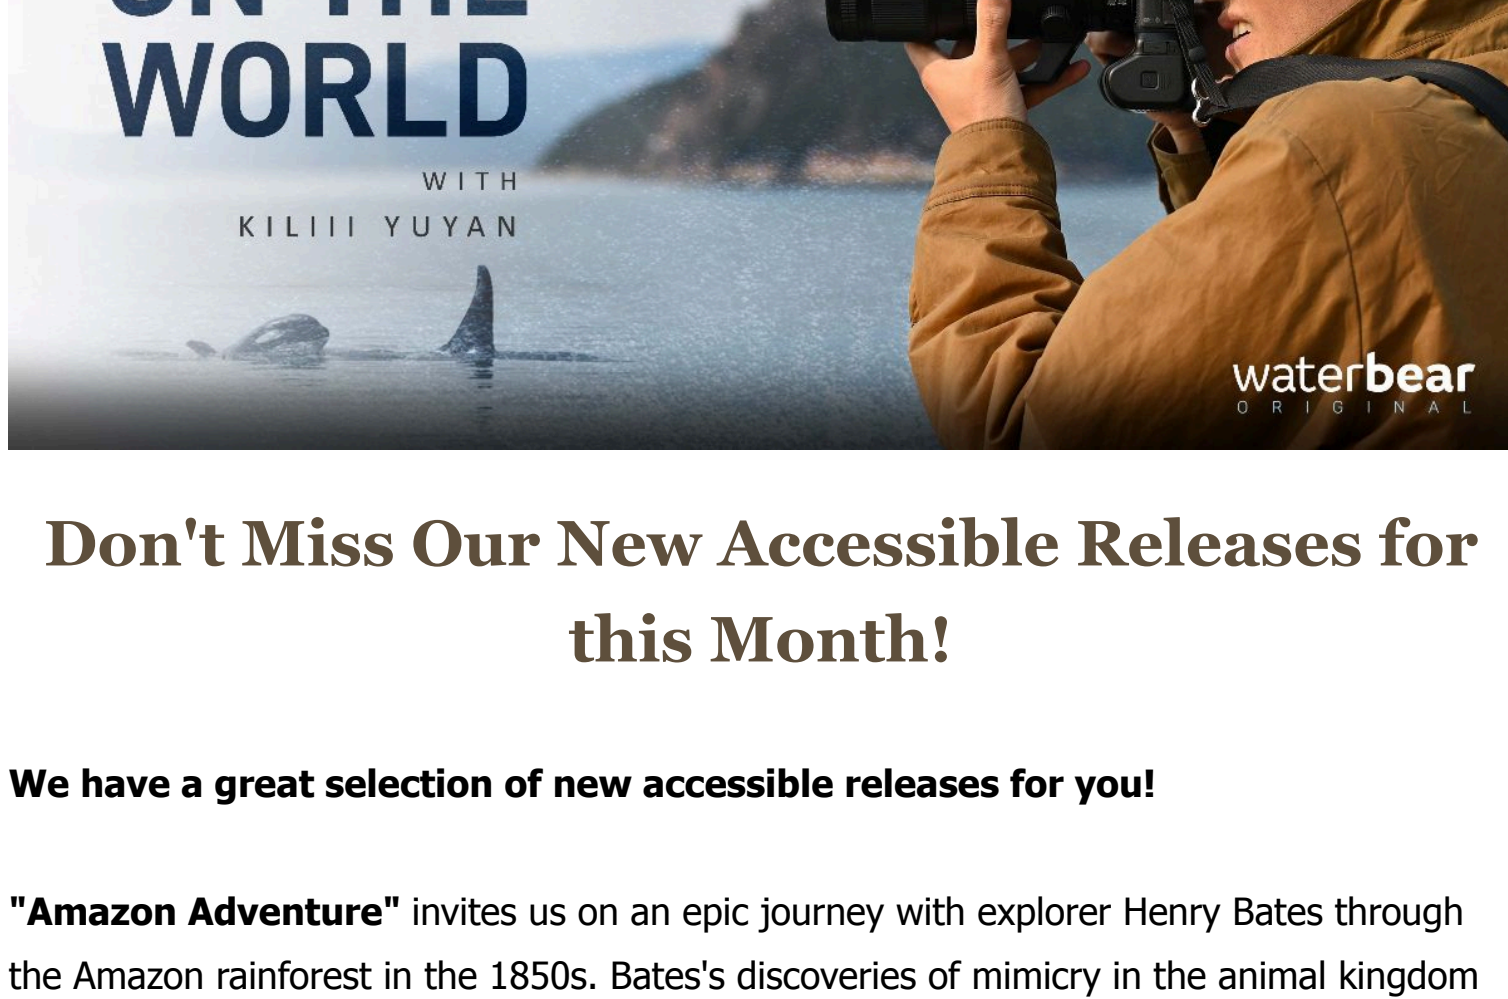 ON THE
WORLD
WITH
KILIII YUYAN
waterbear
ORIGINAL
Don't Miss Our New Accessible Releases for
this Month!
We have a great selection of new accessible releases for you!
"Amazon Adventure" invites us on an epic journey with explorer Henry Bates through
the Amazon rainforest in the 1850s. Bates's discoveries of mimicry in the animal kingdom